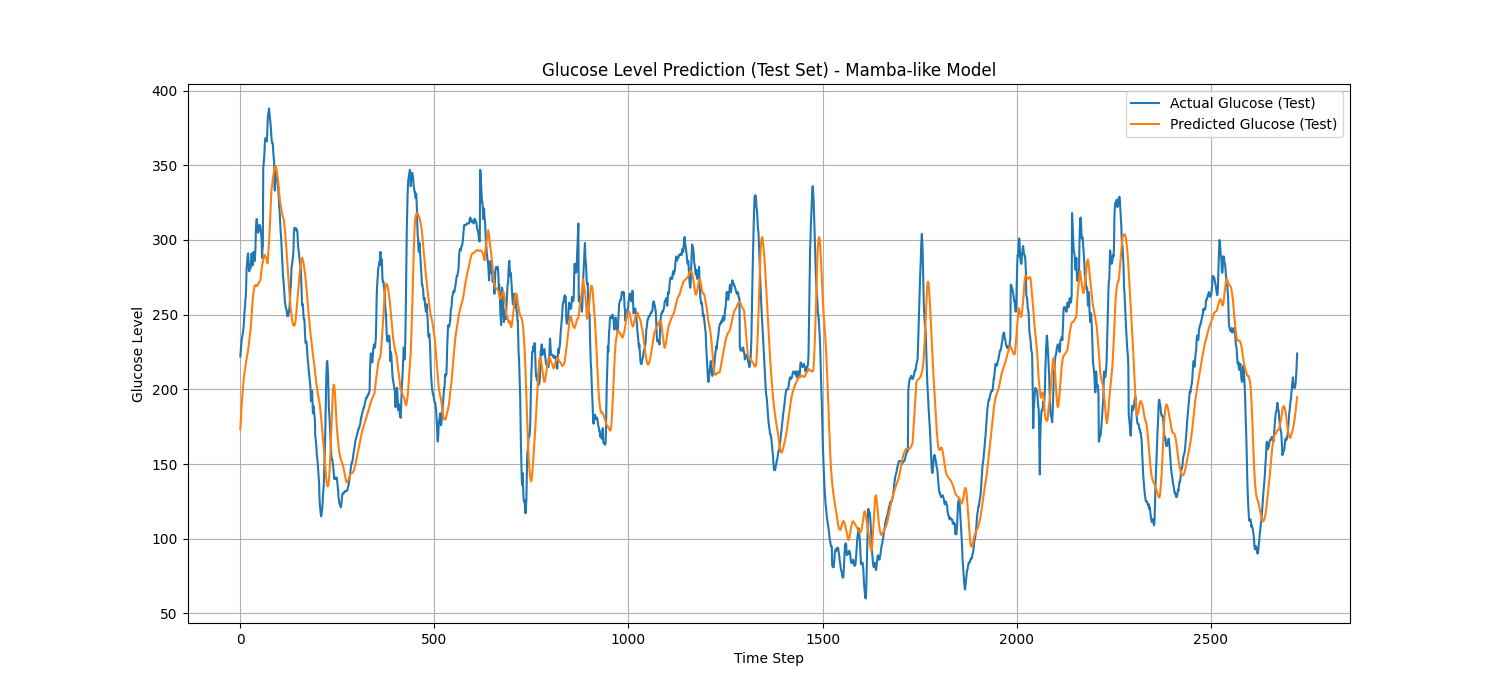 Glucose Level Prediction (Test Set) - Mamba-like Model
Actual Glucose (Test)
Predicted Glucose (Test)
Glucose Level
400
350
300
250
200
150
100
50
0
500
1000
1500
2000
2500
Time Step